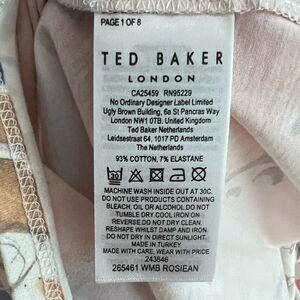 PAGE 1 OF 8
TED BAKER
LONDON
CA25459 RN95229
No Ordinary Designer Label Limited
Ugly Brown Building, 6a St Pancras Way
London NW1 0TB, United Kingdom
Ted Baker Netherlands
Leidsestraat 64, 1017 PD Amsterdam
The Netherlands
93% COTTON, 7% ELASTANE
MACHINE WASH INSIDE OUT AT 30C.
DO NOT USE PRODUCTS CONTAINING
BLEACH, OIL OR ALCOHOL.DO NOT
TUMBLE DRY COOL IRON ON
REVERSE DO NOT DRY CLEAN
RESHAPE WHILST DAMP AND IRON.
DO NOT DRY IN DIRECT SUNLIGHT.
MADE IN TURKEY
MADE WITH CARE, WEAR WITH PRIDE
243846
265461 WMB ROSIEAN